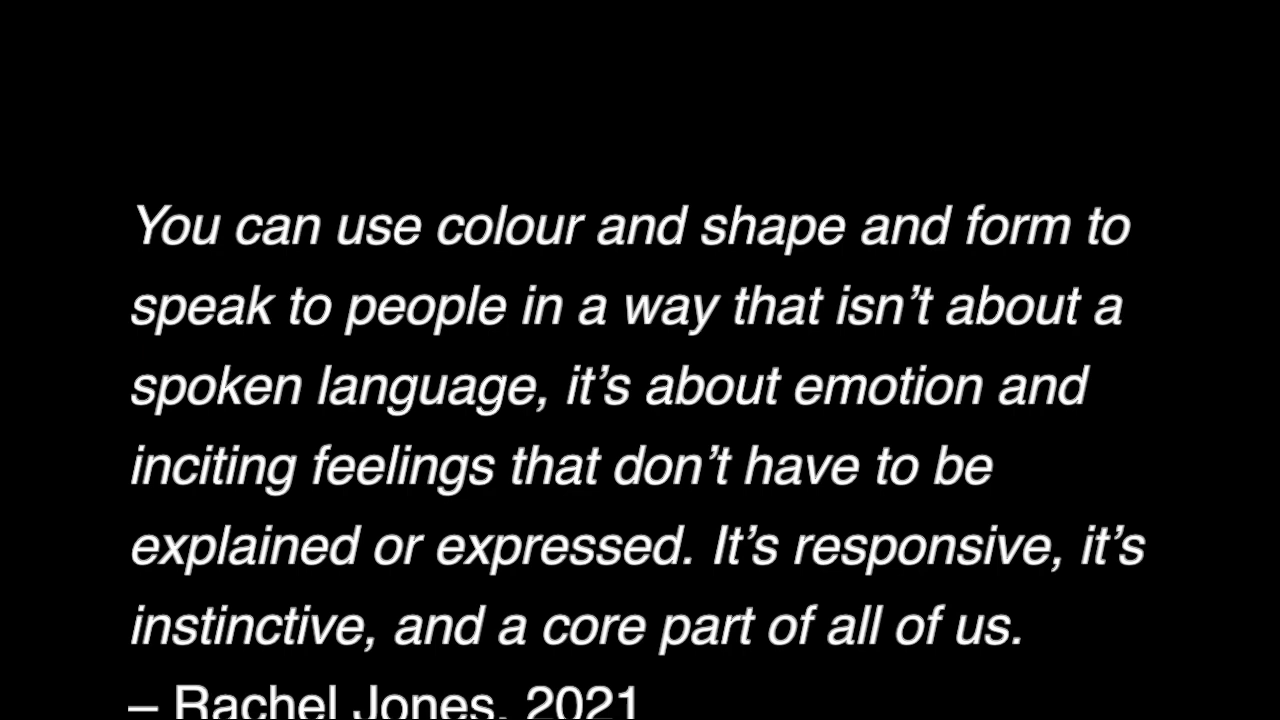 You can use colour and shape and form to
speak to people in a way that isn’t about a
spoken language, it’s about emotion and
inciting feelings that don’t have to be
explained or expressed. It’s responsive, it’s
instinctive, and a core part of all of us.
– Rachel Jones, 2021